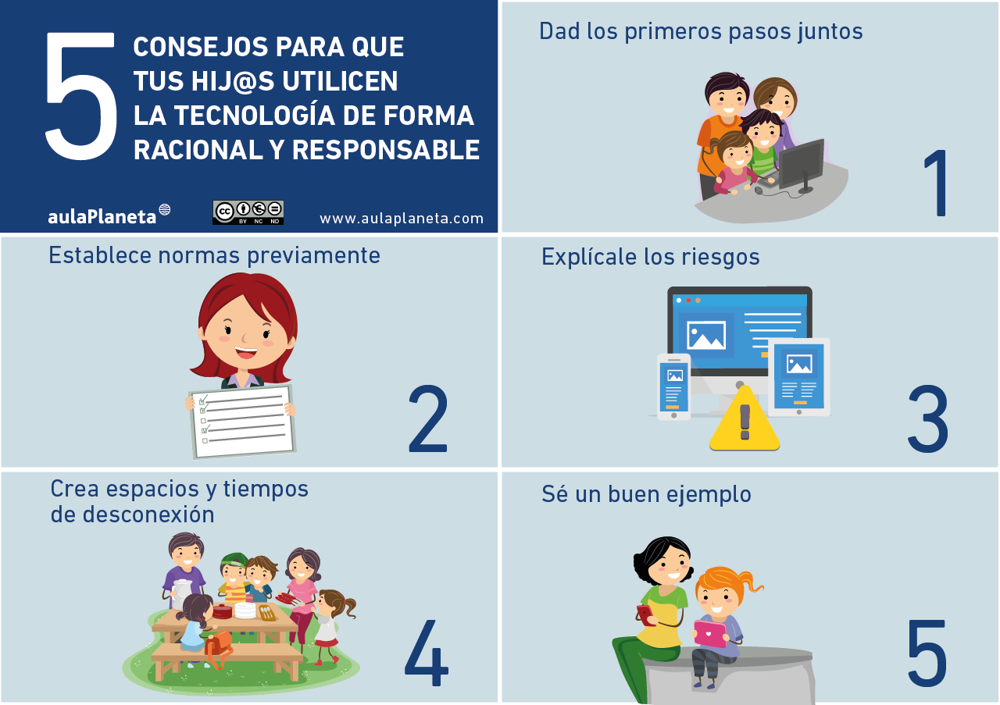 5
CONSEJOS PARA QUE
TUS HIJ@S UTILICEN
LA TECNOLOGÍA DE FORMA
RACIONAL Y RESPONSABLE
aulaPlaneta
cc
BY NC ND
www.aulaplaneta.com
Dad los primeros pasos juntos
1
Establece normas previamente
2
Explícale los riesgos
!
3
Crea espacios y tiempos
de desconexión
4
Sé un buen ejemplo
5